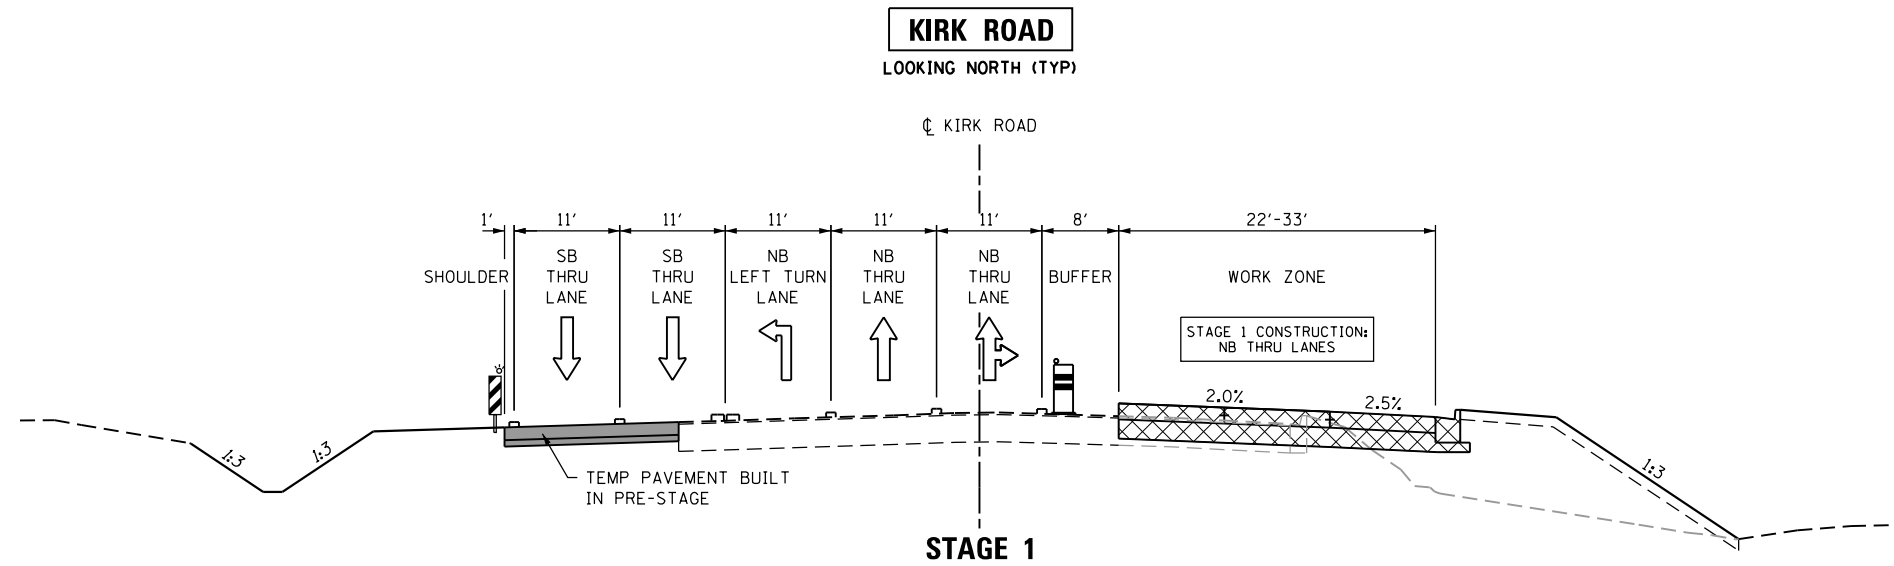 KIRK ROAD
LOOKING NORTH (TYP)
℄ KIRK ROAD
1' 11' 11' 11' 11' 11' 8' 22'-33'
SHOULDER
SB
THRU
LANE
SB
THRU
LANE
NB
LEFT TURN
LANE
NB
THRU
LANE
NB
THRU
LANE
BUFFER
WORK ZONE
STAGE 1 CONSTRUCTION:
NB THRU LANES
2.0%
2.5%
1:3
1:3
1:3
TEMP PAVEMENT BUILT
IN PRE-STAGE
STAGE 1